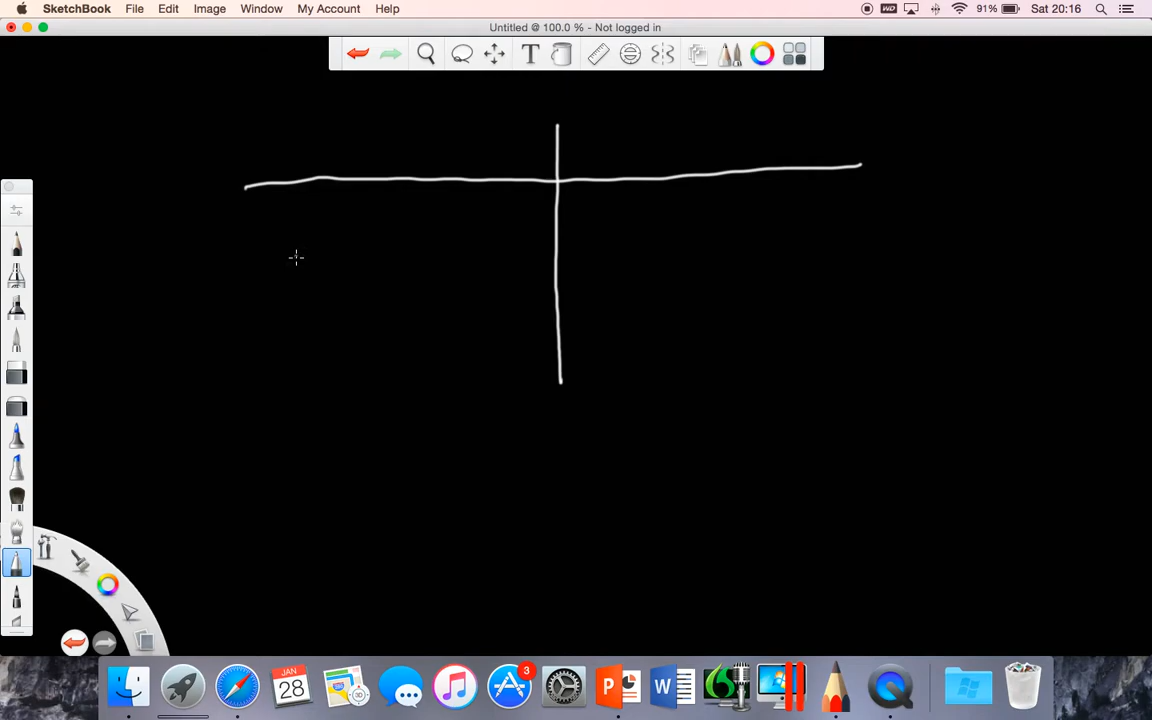 SketchBook File Edit Image Window My Account Help 91% Sat 20:16
Untitled @ 100.0 % - Not logged in
T
JAN
28
3D
3
P
W